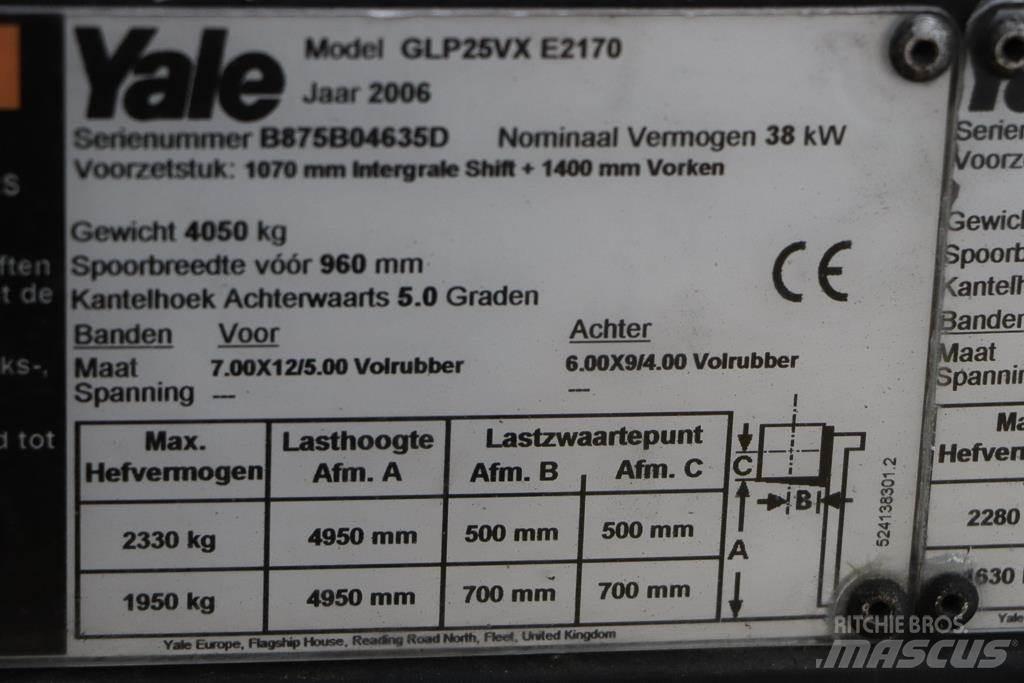 Yale
Model GLP25VX E2170
Jaar 2006
Serienummer B875B04635D Nominaal Vermogen 38 kW
Voorzetstuk: 1070 mm Intergrale Shift + 1400 mm Vorken
Gewicht 4050 kg
Spoorbreedte vóór 960 mm
Kantelhoek Achterwaarts 5.0 Graden
CE
Banden Voor Achter
Maat 7.00X12/5.00 Volrubber 6.00X9/4.00 Volrubber
Spanning --- ---
Max. Hefvermogen
Lasthoogte Afm. A
Lastzwaartepunt
Afm. B Afm. C
2330 kg 4950 mm 500 mm 500 mm
1950 kg 4950 mm 700 mm 700 mm
C
B
A
524138301.2
Yale Europe, Flagship House, Reading Road North, Fleet, United Kingdom
S
ften
t de
ks-,
d tot
Serien
Voorz
Gewich
Spoorb
Kantelh
Banden
Maat
Spannin
Ma
Hefverm
2280
1630
Yale
RITCHIE BROS.
MASCUS